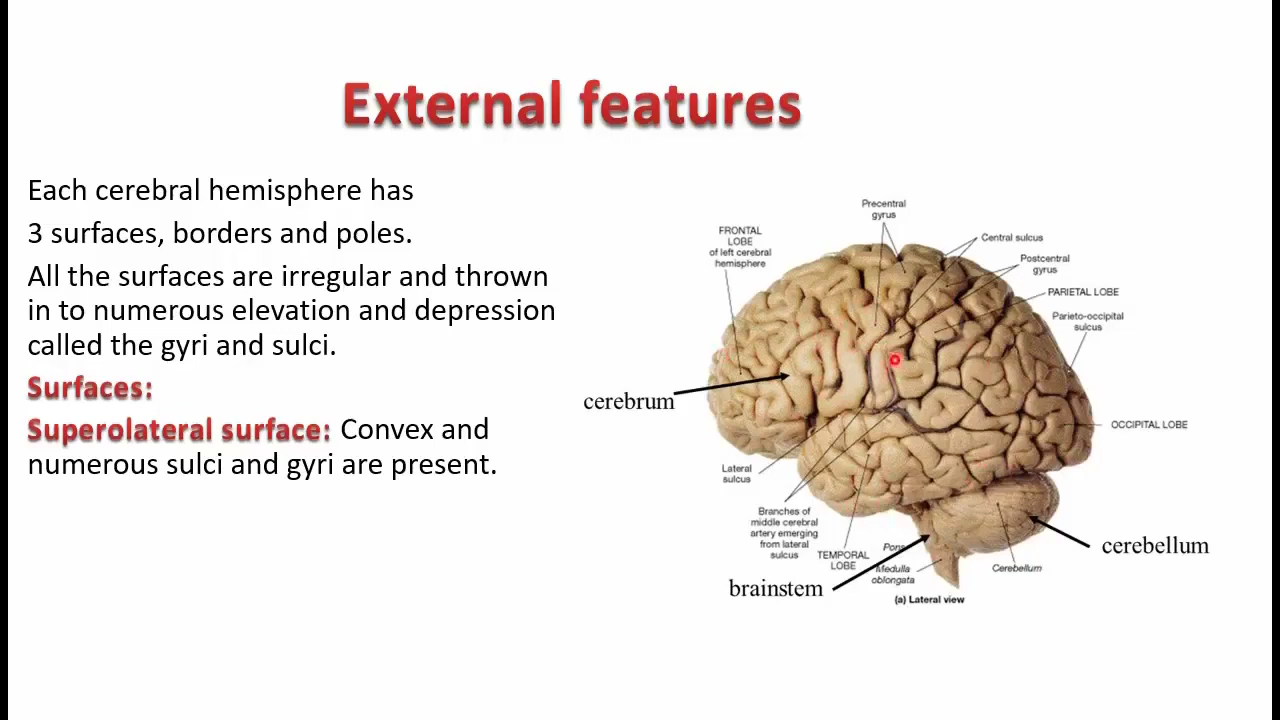 External features
Each cerebral hemisphere has
3 surfaces, borders and poles.
All the surfaces are irregular and thrown
in to numerous elevation and depression
called the gyri and sulci.
Surfaces:
Superolateral surface: Convex and
numerous sulci and gyri are present.
Precentral
gyrus
FRONTAL
LOBE
of left cerebral
hemisphere
Central sulcus
Postcentral
gyrus
PARIETAL LOBE
Parieto-occipital
sulcus
cerebrum
OCCIPITAL LOBE
Lateral
sulcus
Branches of
middle cerebral
artery emerging
from lateral
sulcus
TEMPORAL
LOBE
Pons
Medulla
oblongata
Cerebellum
cerebellum
brainstem
(a) Lateral view